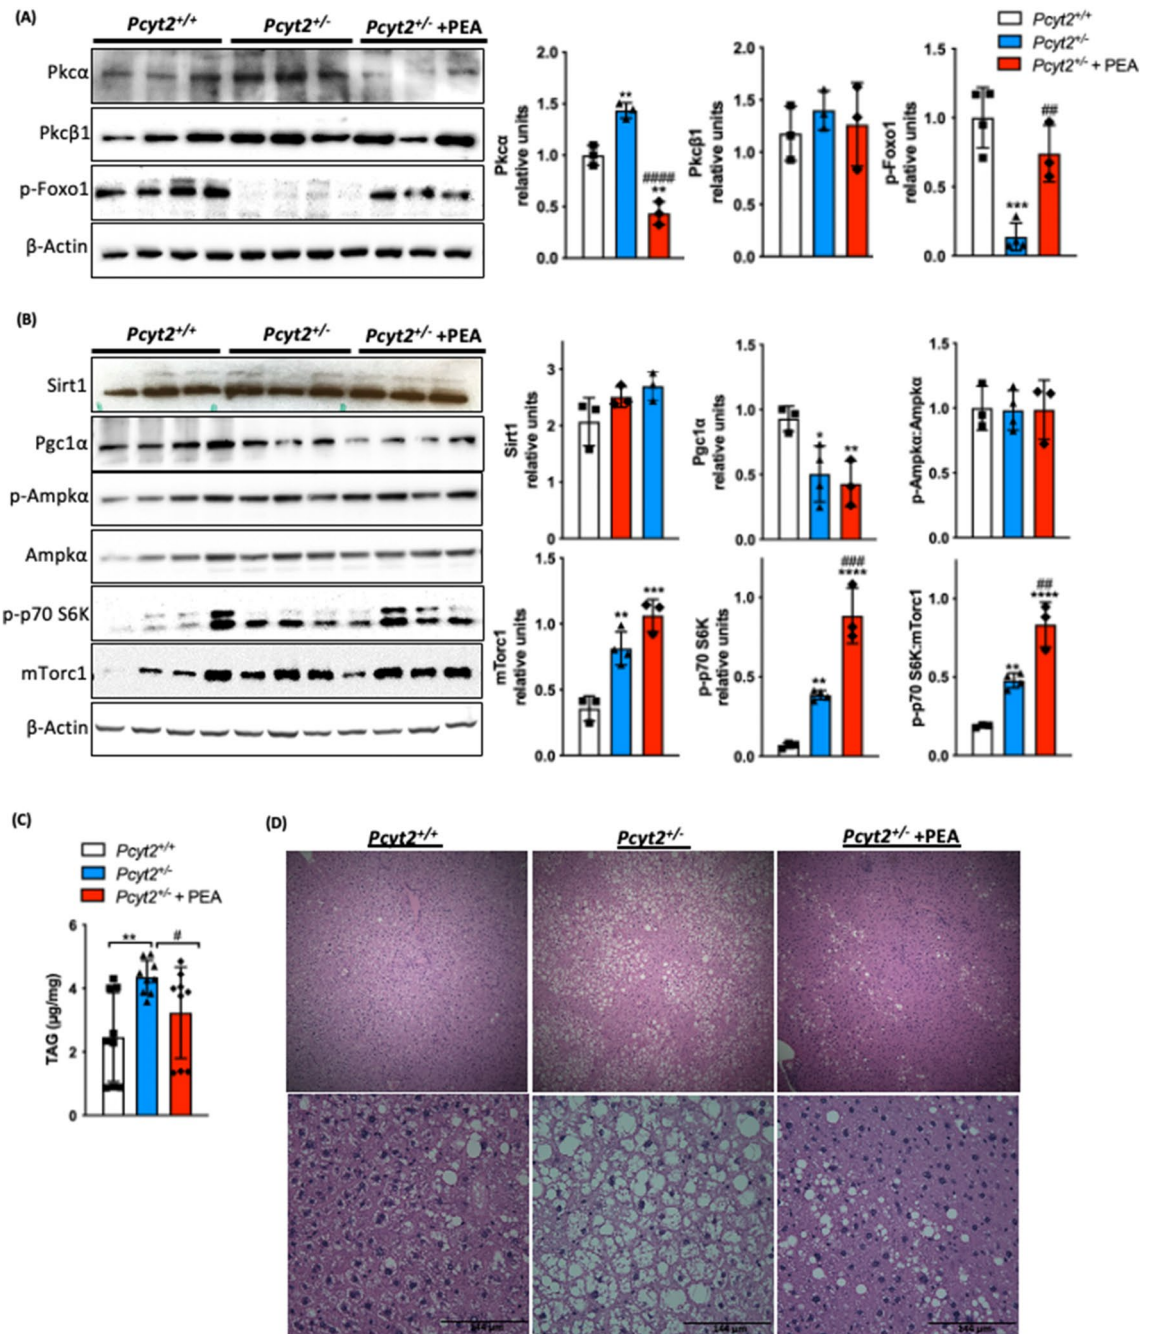 (A)
Pcyt2+/+ Pcyt2+/- Pcyt2+/- +PEA
Pkcα
Pkcβ1
p-Foxo1
β-Actin
Pcyt2+/+
Pcyt2+/-
Pcyt2+/- + PEA
Pkcα
relative units
2.0
1.5
1.0
0.5
0.0
**
####
**
Pkcβ1
relative units
2.0
1.5
1.0
0.5
0.0
p-Foxo1
relative units
1.5
1.0
0.5
0.0
***
##
(B)
Pcyt2+/+ Pcyt2+/- Pcyt2+/- +PEA
Sirt1
Pgc1α
p-Ampkα
Ampkα
p-p70 S6K
mTorc1
β-Actin
Sirt1
relative units
3
2
1
0
Pgc1α
relative units
1.5
1.0
0.5
0.0
*
**
p-Ampkα:Ampkα
1.5
1.0
0.5
0.0
mTorc1
relative units
1.5
1.0
0.5
0.0
**
***
p-p70 S6K
relative units
1.0
0.5
0.0
**
###
****
p-p70 S6K:mTorc1
1.0
0.5
0.0
**
##
****
(C)
Pcyt2+/+
Pcyt2+/-
Pcyt2+/- + PEA
TAG (µg/mg)
6
4
2
0
**
#
(D)
Pcyt2+/+ Pcyt2+/- Pcyt2+/- +PEA
144 µm
144 µm
144 µm